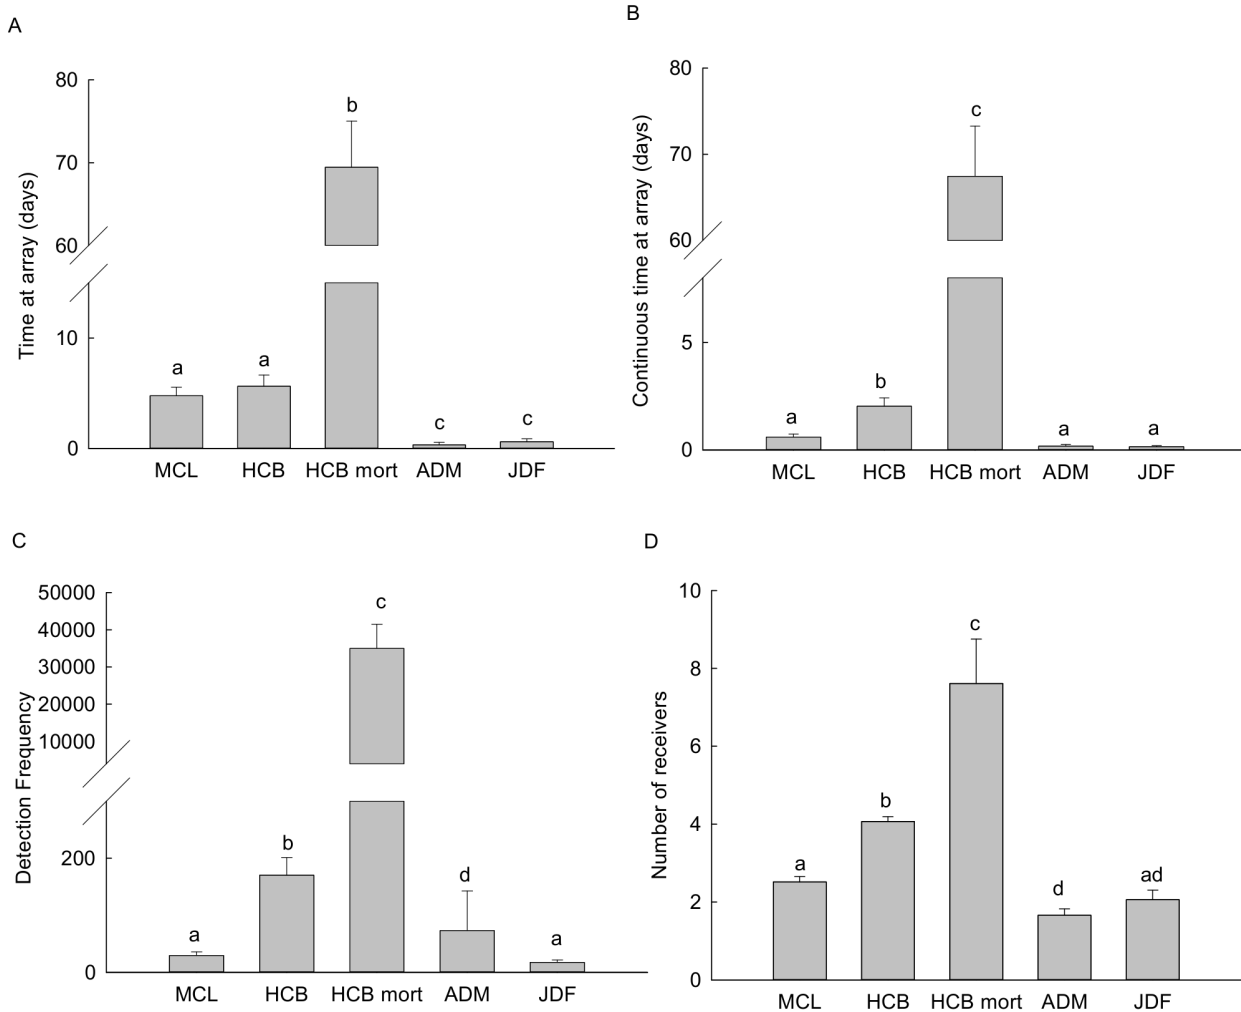 A
Time at array (days)
80
70
60
10
0
a
a
b
c
c
MCL
HCB
HCB mort
ADM
JDF
B
Continuous time at array (days)
80
70
60
5
0
a
b
c
a
a
MCL
HCB
HCB mort
ADM
JDF
C
Detection Frequency
50000
40000
30000
20000
10000
200
0
a
b
c
d
a
MCL
HCB
HCB mort
ADM
JDF
D
Number of receivers
10
8
6
4
2
0
a
b
c
d
ad
MCL
HCB
HCB mort
ADM
JDF